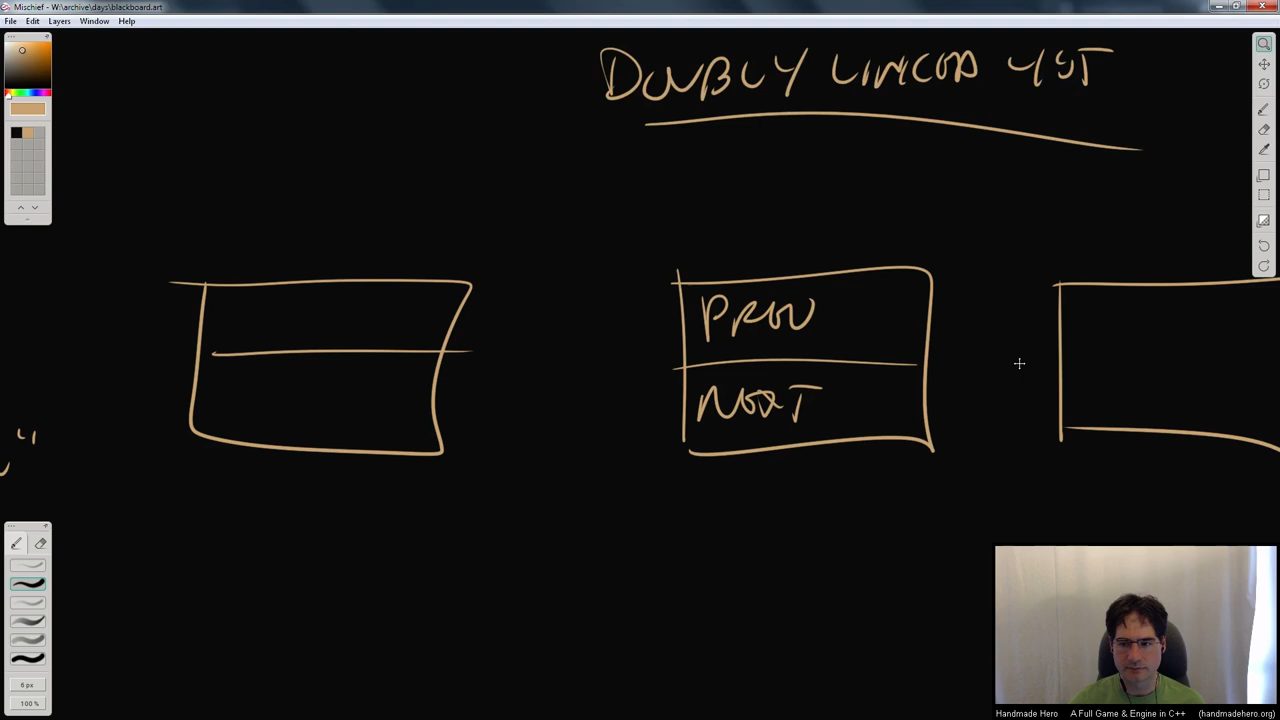 Mischief - W:\archive\days\blackboard.art
File Edit Layers Window Help
DOUBLY LINKED LIST
PREV
NEXT
6 px
100 %
Handmade Hero A Full Game & Engine in C++ (handmadehero.org)